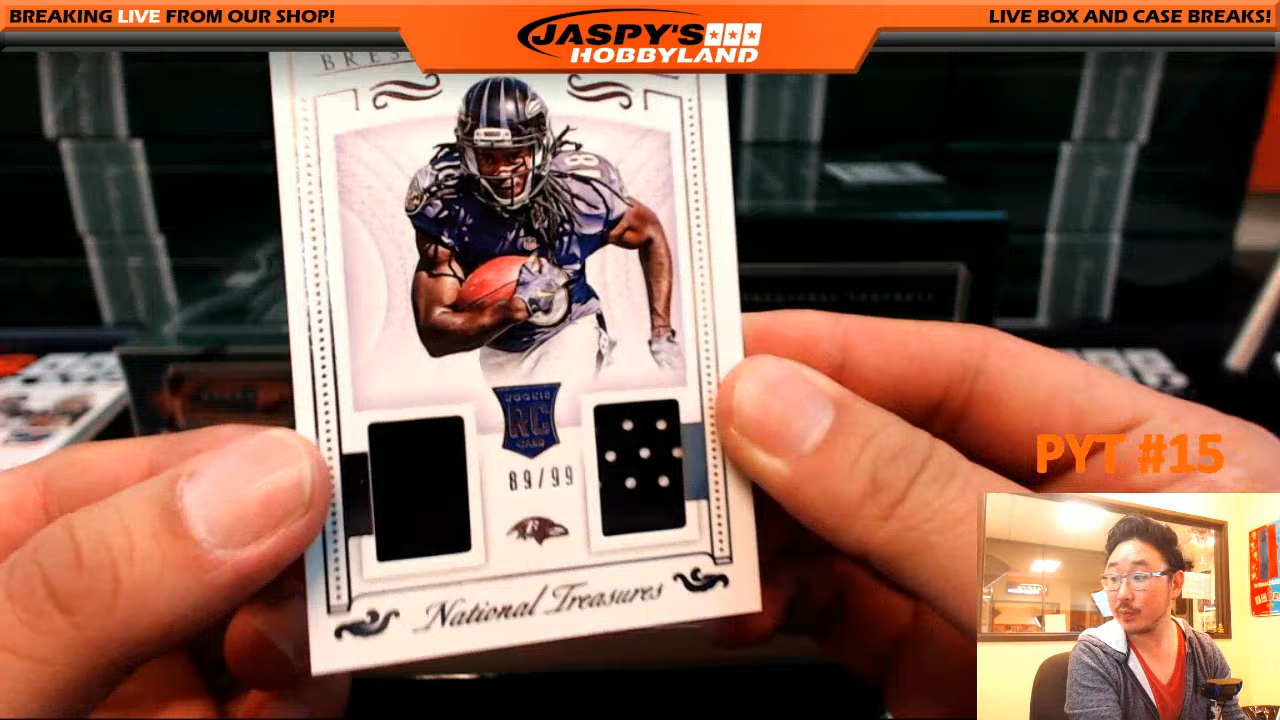 BREAKING LIVE FROM OUR SHOP!
JASPY'S
HOBBYLAND
LIVE BOX AND CASE BREAKS!
ROOKIE
RC
CARD
89/99
National Treasures
PYT #15